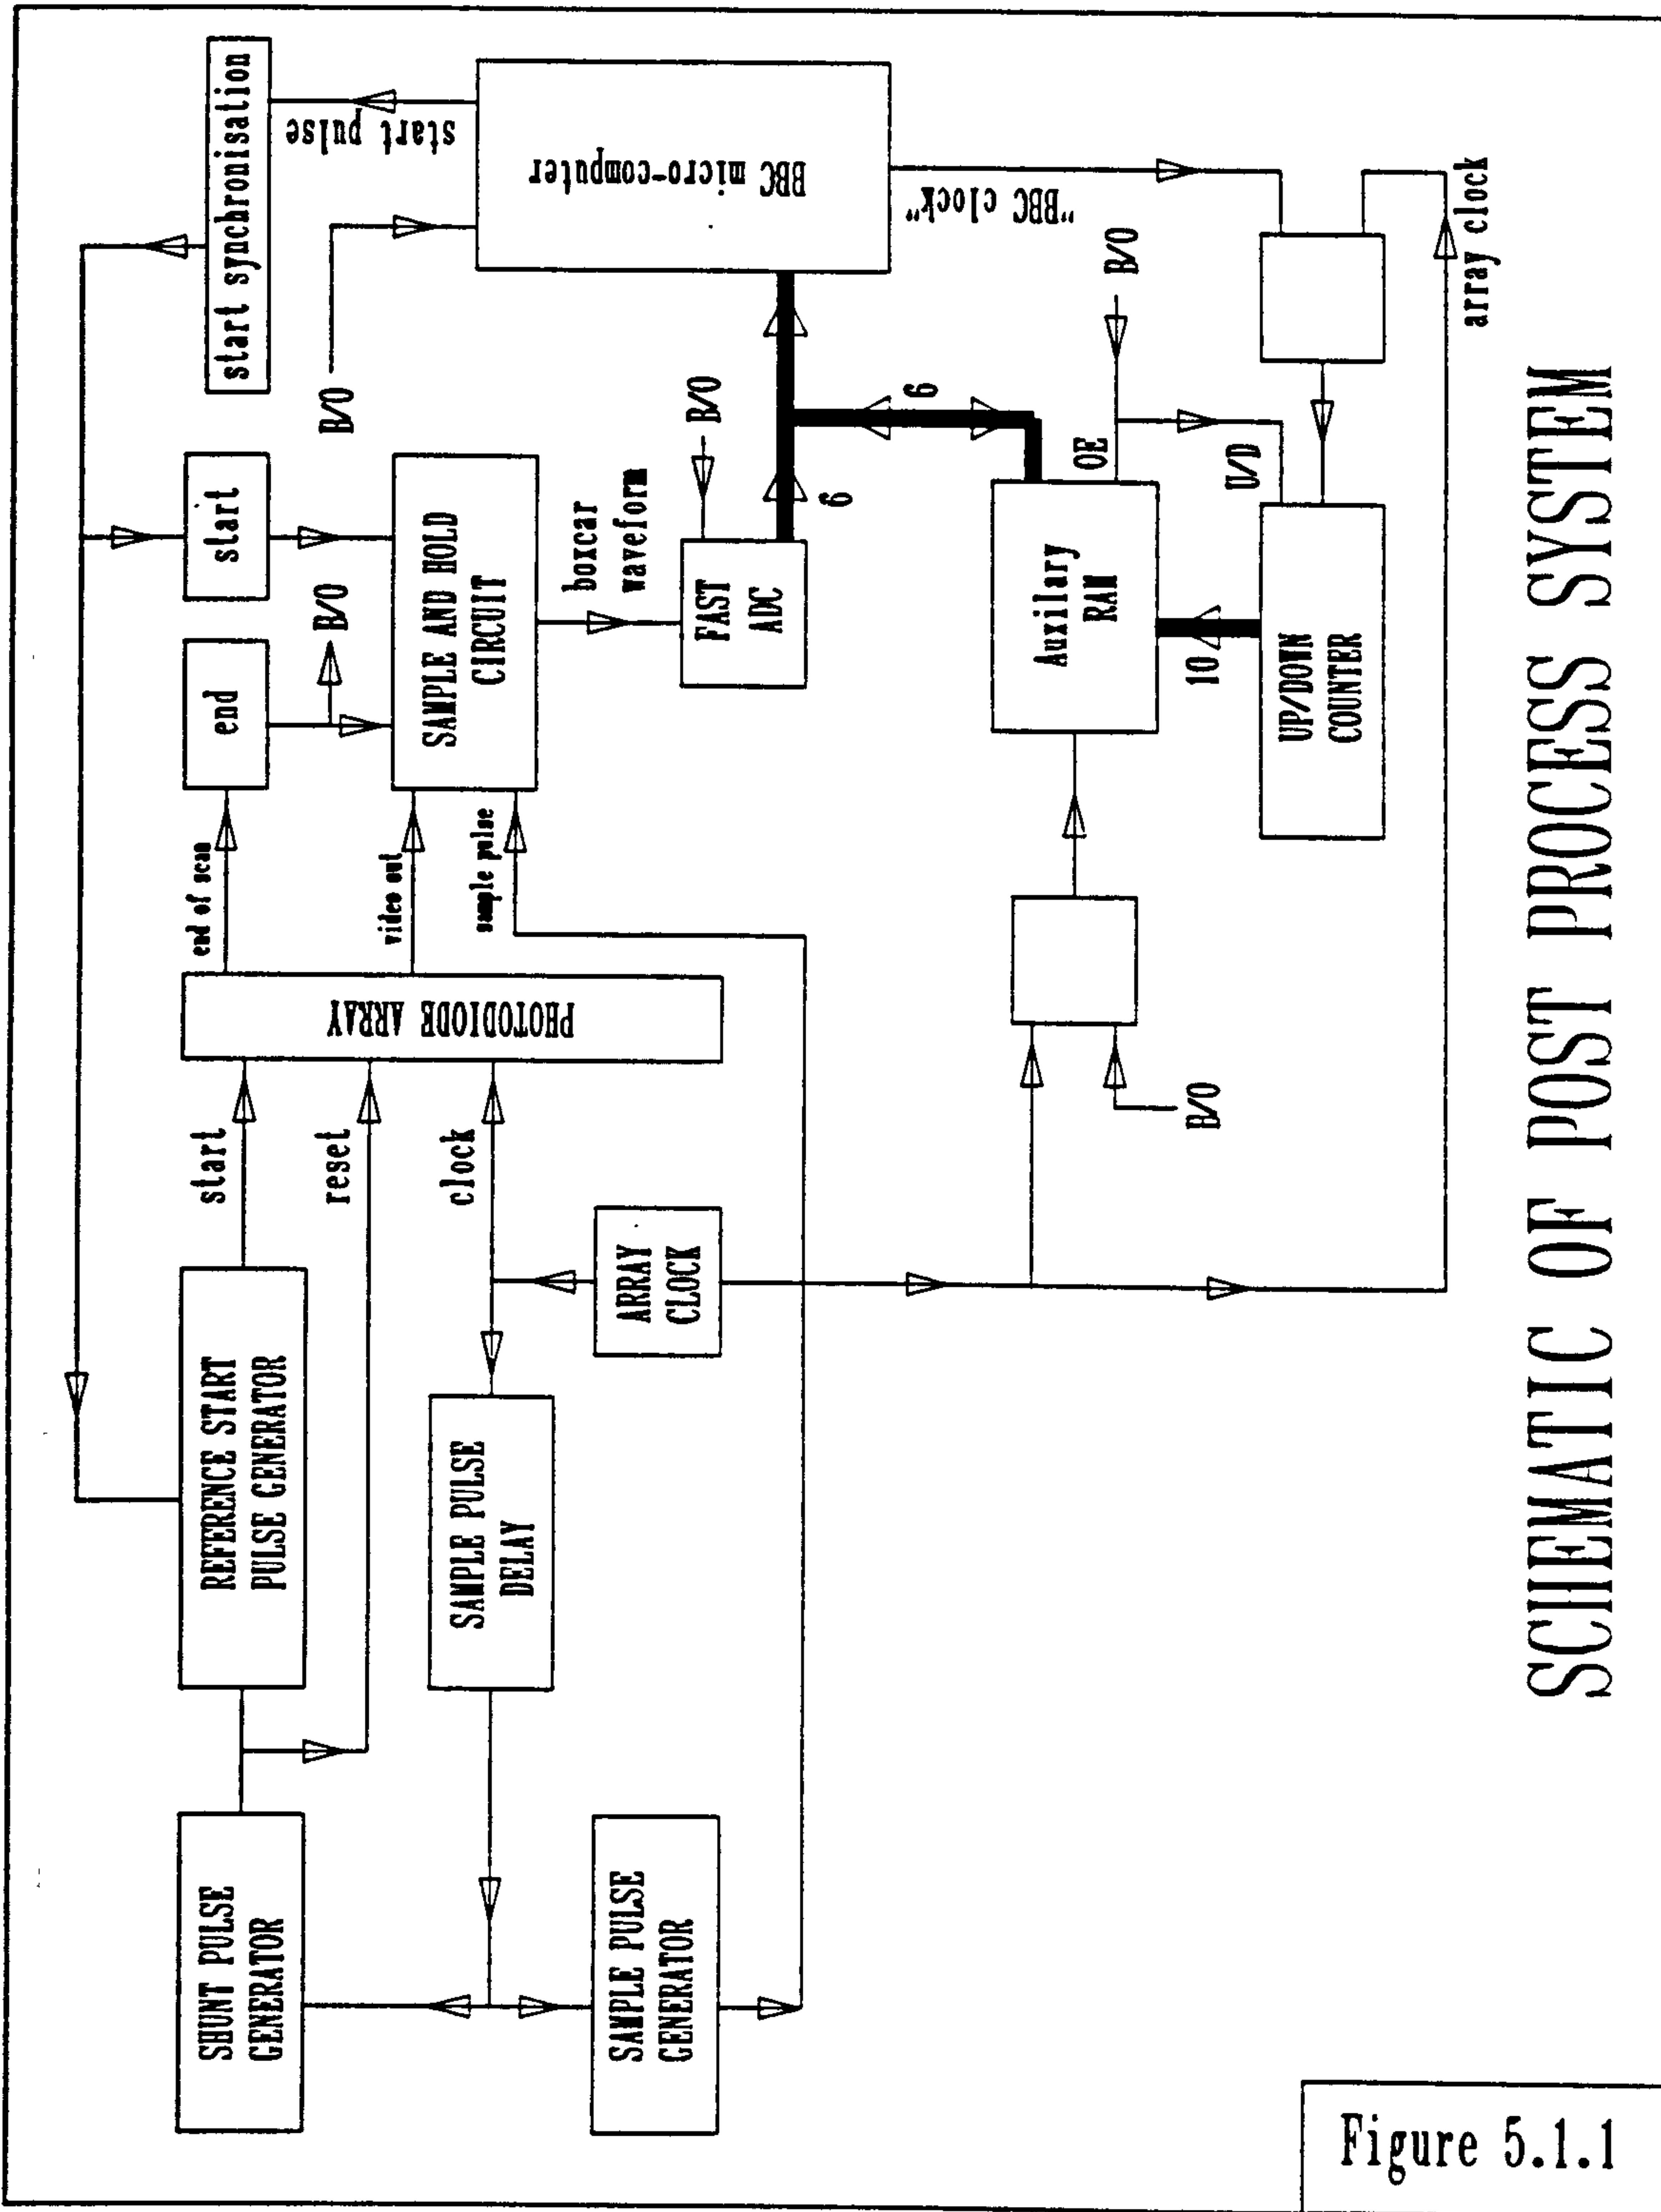 SHUNT PULSE
GENERATOR
REFERENCE START
PULSE GENERATOR
start
reset
clock
SAMPLE PULSE
DELAY
SAMPLE PULSE
GENERATOR
ARRAY
CLOCK
PHOTODIODE ARRAY
end of scan
video out
sample pulse
end
start
B/O
SAMPLE AND HOLD
CIRCUIT
boxcar
waveform
FAST
ADC
B/O
6
6
start synchronisation
start pulse
B/O
BBC micro-computer
"BBC clock"
B/O
Auxilary
RAM
OE
B/O
U/D
10
UP/DOWN
COUNTER
array clock
SCHEMATIC OF POST PROCESS SYSTEM
Figure 5.1.1